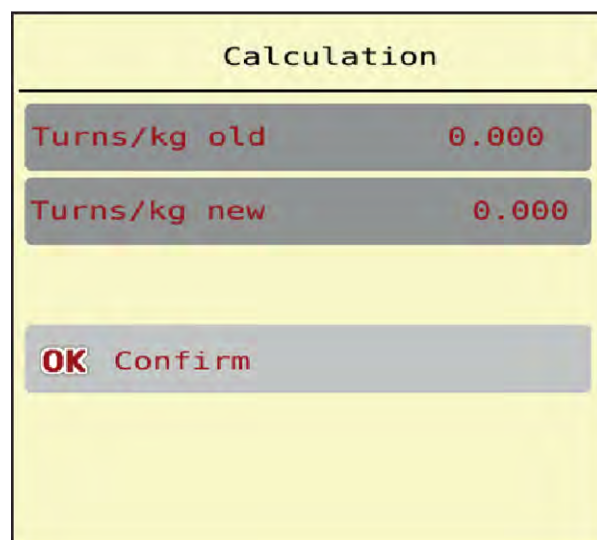 Calculation
Turns/kg old 0.000
Turns/kg new 0.000
OK Confirm